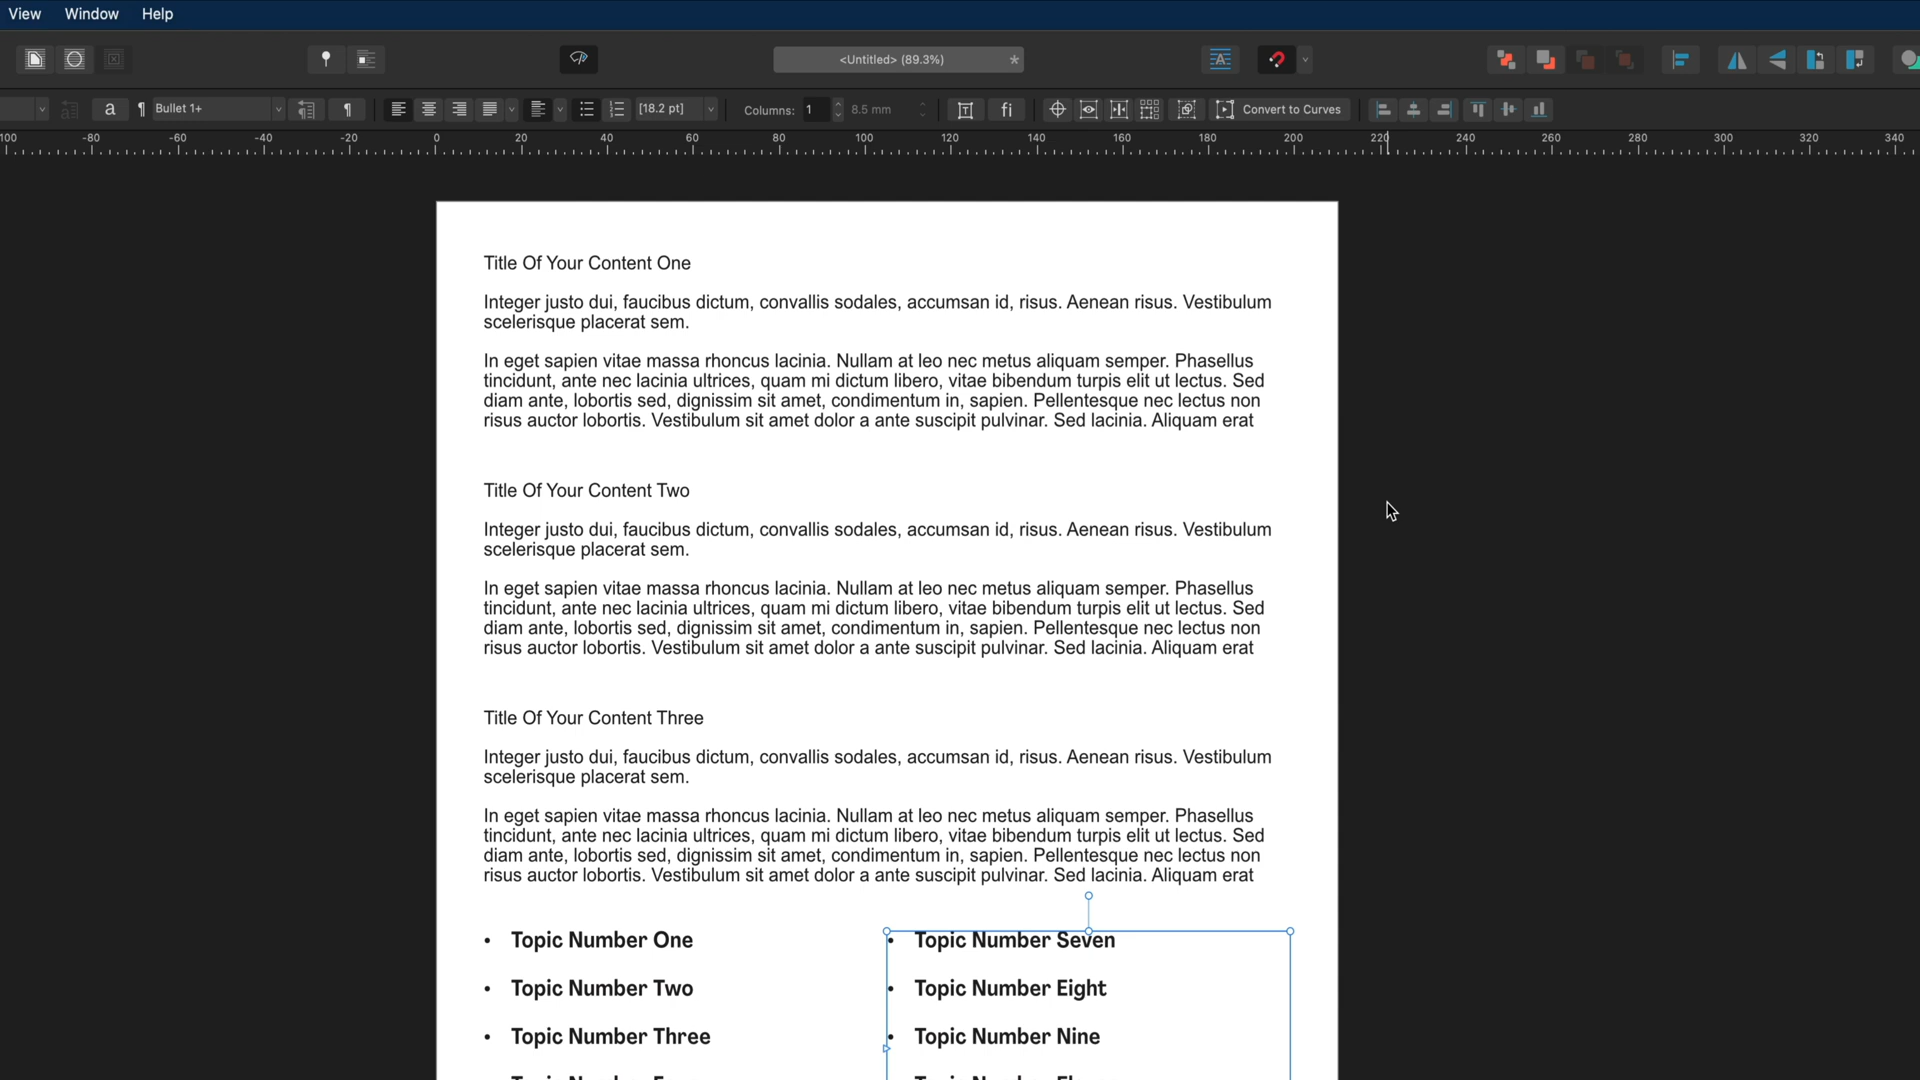 View Window Help
<Untitled> (89.3%) *
a ¶ Bullet 1+ ¶ [18.2 pt] Columns: 1 8.5 mm fi Convert to Curves
100 -80 -60 -40 -20 0 20 40 60 80 100 120 140 160 180 200 220 240 260 280 300 320 340
Title Of Your Content One
Integer justo dui, faucibus dictum, convallis sodales, accumsan id, risus. Aenean risus. Vestibulum
scelerisque placerat sem.
In eget sapien vitae massa rhoncus lacinia. Nullam at leo nec metus aliquam semper. Phasellus
tincidunt, ante nec lacinia ultrices, quam mi dictum libero, vitae bibendum turpis elit ut lectus. Sed
diam ante, lobortis sed, dignissim sit amet, condimentum in, sapien. Pellentesque nec lectus non
risus auctor lobortis. Vestibulum sit amet dolor a ante suscipit pulvinar. Sed lacinia. Aliquam erat
Title Of Your Content Two
Integer justo dui, faucibus dictum, convallis sodales, accumsan id, risus. Aenean risus. Vestibulum
scelerisque placerat sem.
In eget sapien vitae massa rhoncus lacinia. Nullam at leo nec metus aliquam semper. Phasellus
tincidunt, ante nec lacinia ultrices, quam mi dictum libero, vitae bibendum turpis elit ut lectus. Sed
diam ante, lobortis sed, dignissim sit amet, condimentum in, sapien. Pellentesque nec lectus non
risus auctor lobortis. Vestibulum sit amet dolor a ante suscipit pulvinar. Sed lacinia. Aliquam erat
Title Of Your Content Three
Integer justo dui, faucibus dictum, convallis sodales, accumsan id, risus. Aenean risus. Vestibulum
scelerisque placerat sem.
In eget sapien vitae massa rhoncus lacinia. Nullam at leo nec metus aliquam semper. Phasellus
tincidunt, ante nec lacinia ultrices, quam mi dictum libero, vitae bibendum turpis elit ut lectus. Sed
diam ante, lobortis sed, dignissim sit amet, condimentum in, sapien. Pellentesque nec lectus non
risus auctor lobortis. Vestibulum sit amet dolor a ante suscipit pulvinar. Sed lacinia. Aliquam erat
• Topic Number One
• Topic Number Two
• Topic Number Three
• Topic Number Seven
• Topic Number Eight
• Topic Number Nine